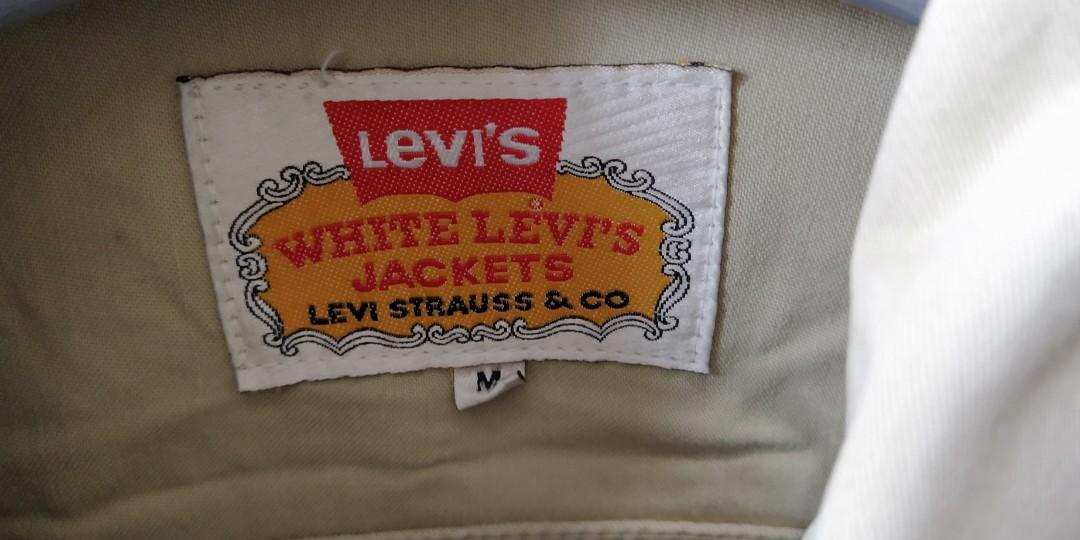 Levi's
WHITE LEVI'S
JACKETS
LEVI STRAUSS & CO
M